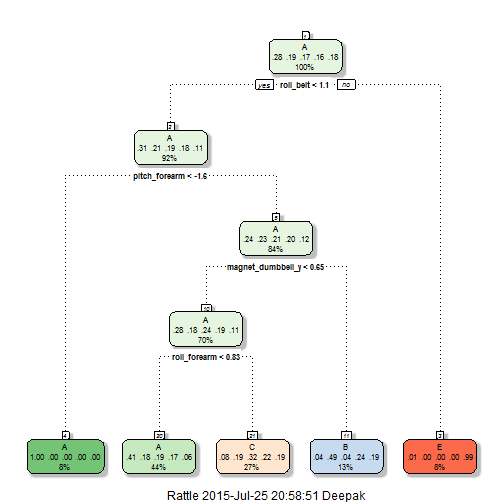 1
A
.28 .19 .17 .16 .18
100%
yes roll_belt < 1.1 no
2
A
.31 .21 .19 .18 .11
92%
pitch_forearm < -1.6
5
A
.24 .23 .21 .20 .12
84%
magnet_dumbbell_y < 0.65
10
A
.28 .18 .24 .19 .11
70%
roll_forearm < 0.83
4
A
1.00 .00 .00 .00 .00
8%
20
A
.41 .18 .19 .17 .06
44%
21
C
.08 .19 .32 .22 .19
27%
11
B
.04 .49 .04 .24 .19
13%
3
E
.01 .00 .00 .00 .99
8%
Rattle 2015-Jul-25 20:58:51 Deepak